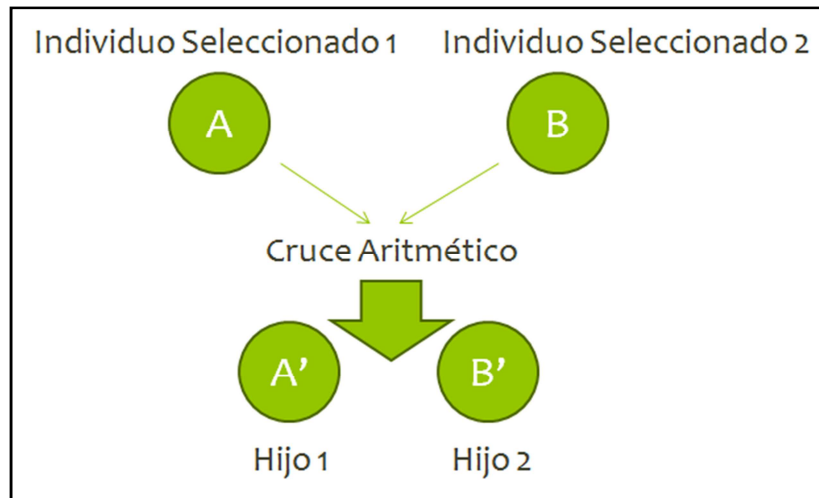 Individuo Seleccionado 1
Individuo Seleccionado 2
A
B
Cruce Aritmético
A’
B’
Hijo 1
Hijo 2